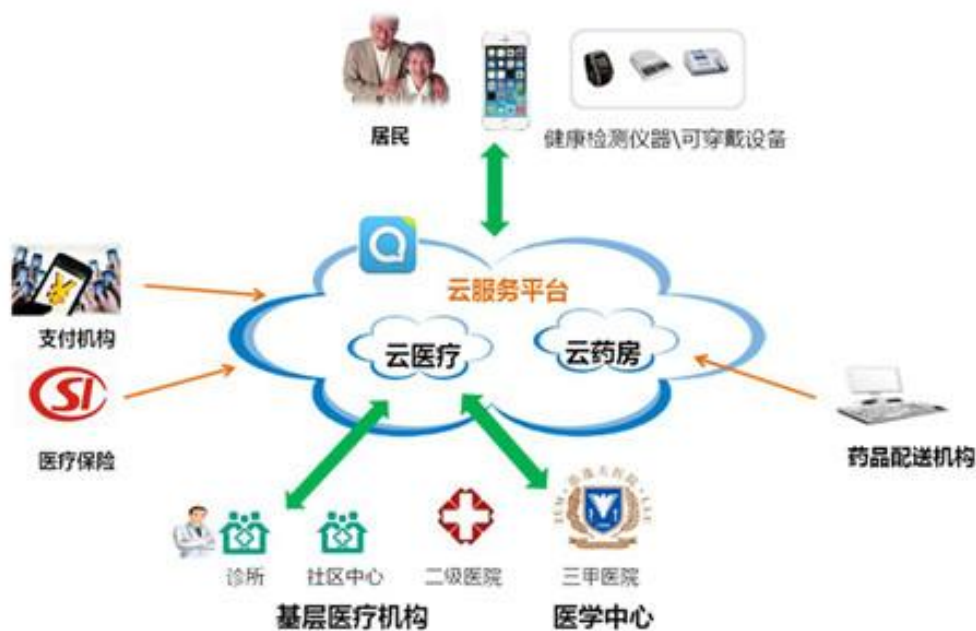 居民
健康检测仪器\可穿戴设备
云服务平台
云医疗
云药房
支付机构
SI
医疗保险
药品配送机构
诊所
社区中心
二级医院
三甲医院
基层医疗机构
医学中心